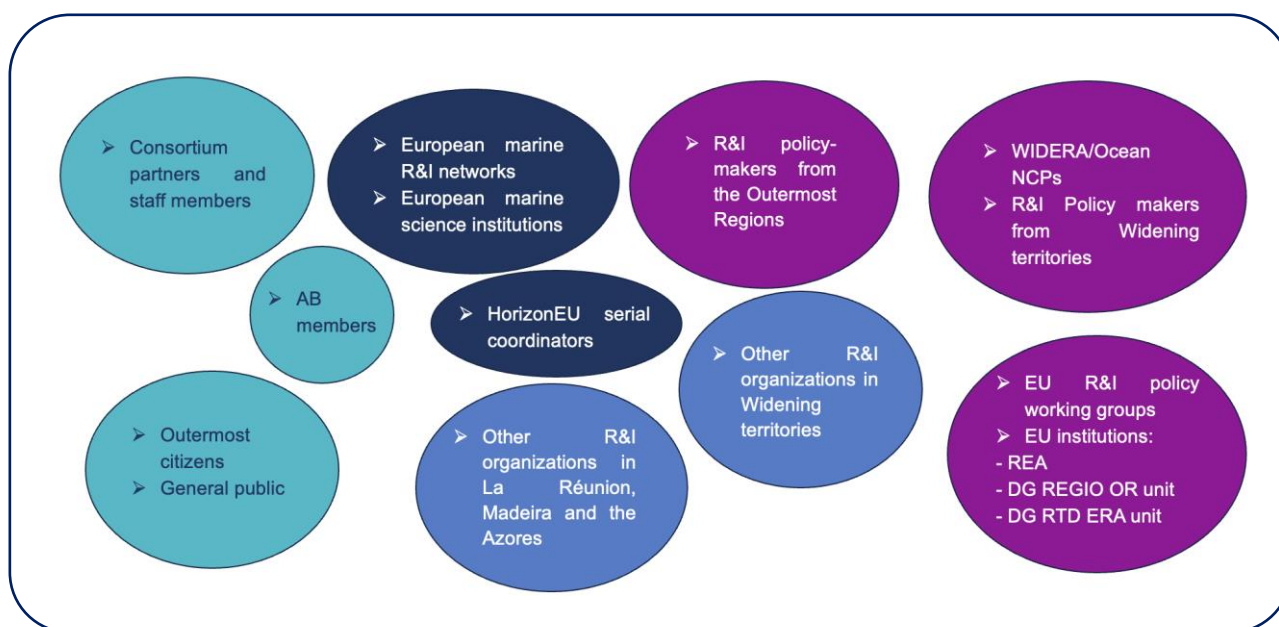 ➢ Consortium
partners and
staff members
➢ European marine
R&I networks
➢ European marine
science institutions
➢ R&I policy-
makers from
the Outermost
Regions
➢ WIDERA/Ocean
NCPs
➢ R&I Policy makers
from Widening
territories
➢ AB
members
➢ HorizonEU serial
coordinators
➢ Other R&I
organizations in
Widening
territories
➢ Outermost
citizens
➢ General public
➢ Other R&I
organizations in
La Réunion,
Madeira and the
Azores
➢ EU R&I policy
working groups
➢ EU institutions:
- REA
- DG REGIO OR unit
- DG RTD ERA unit